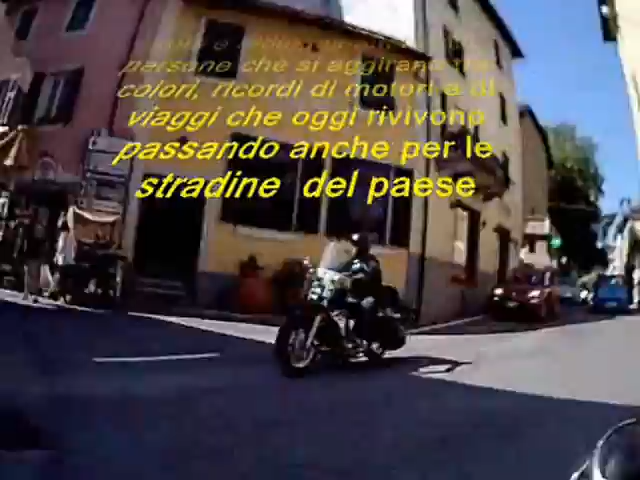 persone che si aggirano tra
colori, ricordi di motori e di
viaggi che oggi rivivono
passando anche per le
stradine del paese